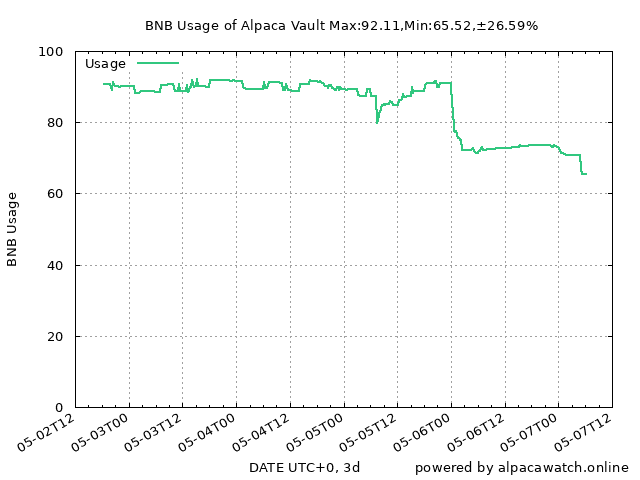 BNB Usage of Alpaca Vault Max:92.11,Min:65.52,±26.59%
Usage
100
80
60
40
20
0
BNB Usage
05-02T12
05-03T00
05-03T12
05-04T00
05-04T12
05-05T00
05-05T12
05-06T00
05-06T12
05-07T00
05-07T12
DATE UTC+0, 3d
powered by alpacawatch.online